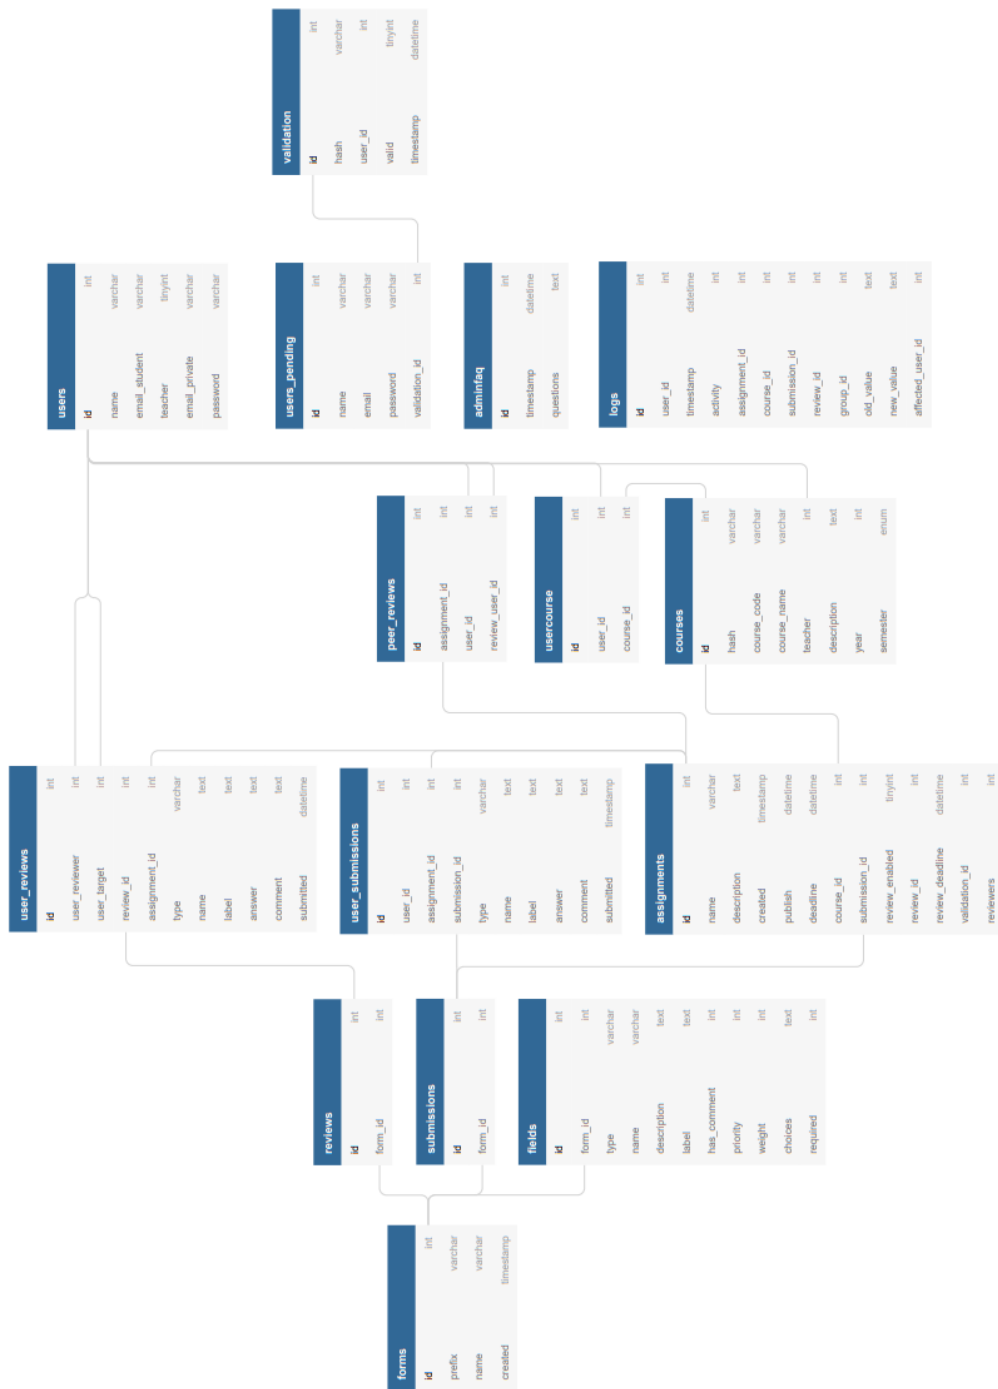 forms
id int
prefix varchar
name varchar
created timestamp
reviews
id int
form_id int
submissions
id int
form_id int
fields
id int
form_id int
type varchar
name varchar
description text
label text
has_comment int
priority int
weight int
choices text
required int
user_reviews
id int
user_reviewer int
user_target int
review_id int
assignment_id int
type varchar
name text
label text
answer text
comment text
submitted datetime
user_submissions
id int
user_id int
assignment_id int
submission_id int
type varchar
name text
label text
answer text
comment text
submitted timestamp
assignments
id int
name varchar
description text
created timestamp
publish datetime
deadline datetime
course_id int
submission_id int
review_enabled tinyint
review_id int
review_deadline datetime
validation_id int
reviewers int
peer_reviews
id int
assignment_id int
user_id int
review_user_id int
usercourse
id int
user_id int
course_id int
courses
id int
hash varchar
course_code varchar
course_name varchar
teacher int
description text
year int
semester enum
users
id int
name varchar
email_student varchar
teacher tinyint
email_private varchar
password varchar
users_pending
id int
name varchar
email varchar
password varchar
validation_id int
adminfaq
id int
timestamp datetime
questions text
logs
id int
user_id int
timestamp datetime
activity int
assignment_id int
course_id int
submission_id int
review_id int
group_id int
old_value text
new_value text
affected_user_id int
validation
id int
hash varchar
user_id int
valid tinyint
timestamp datetime